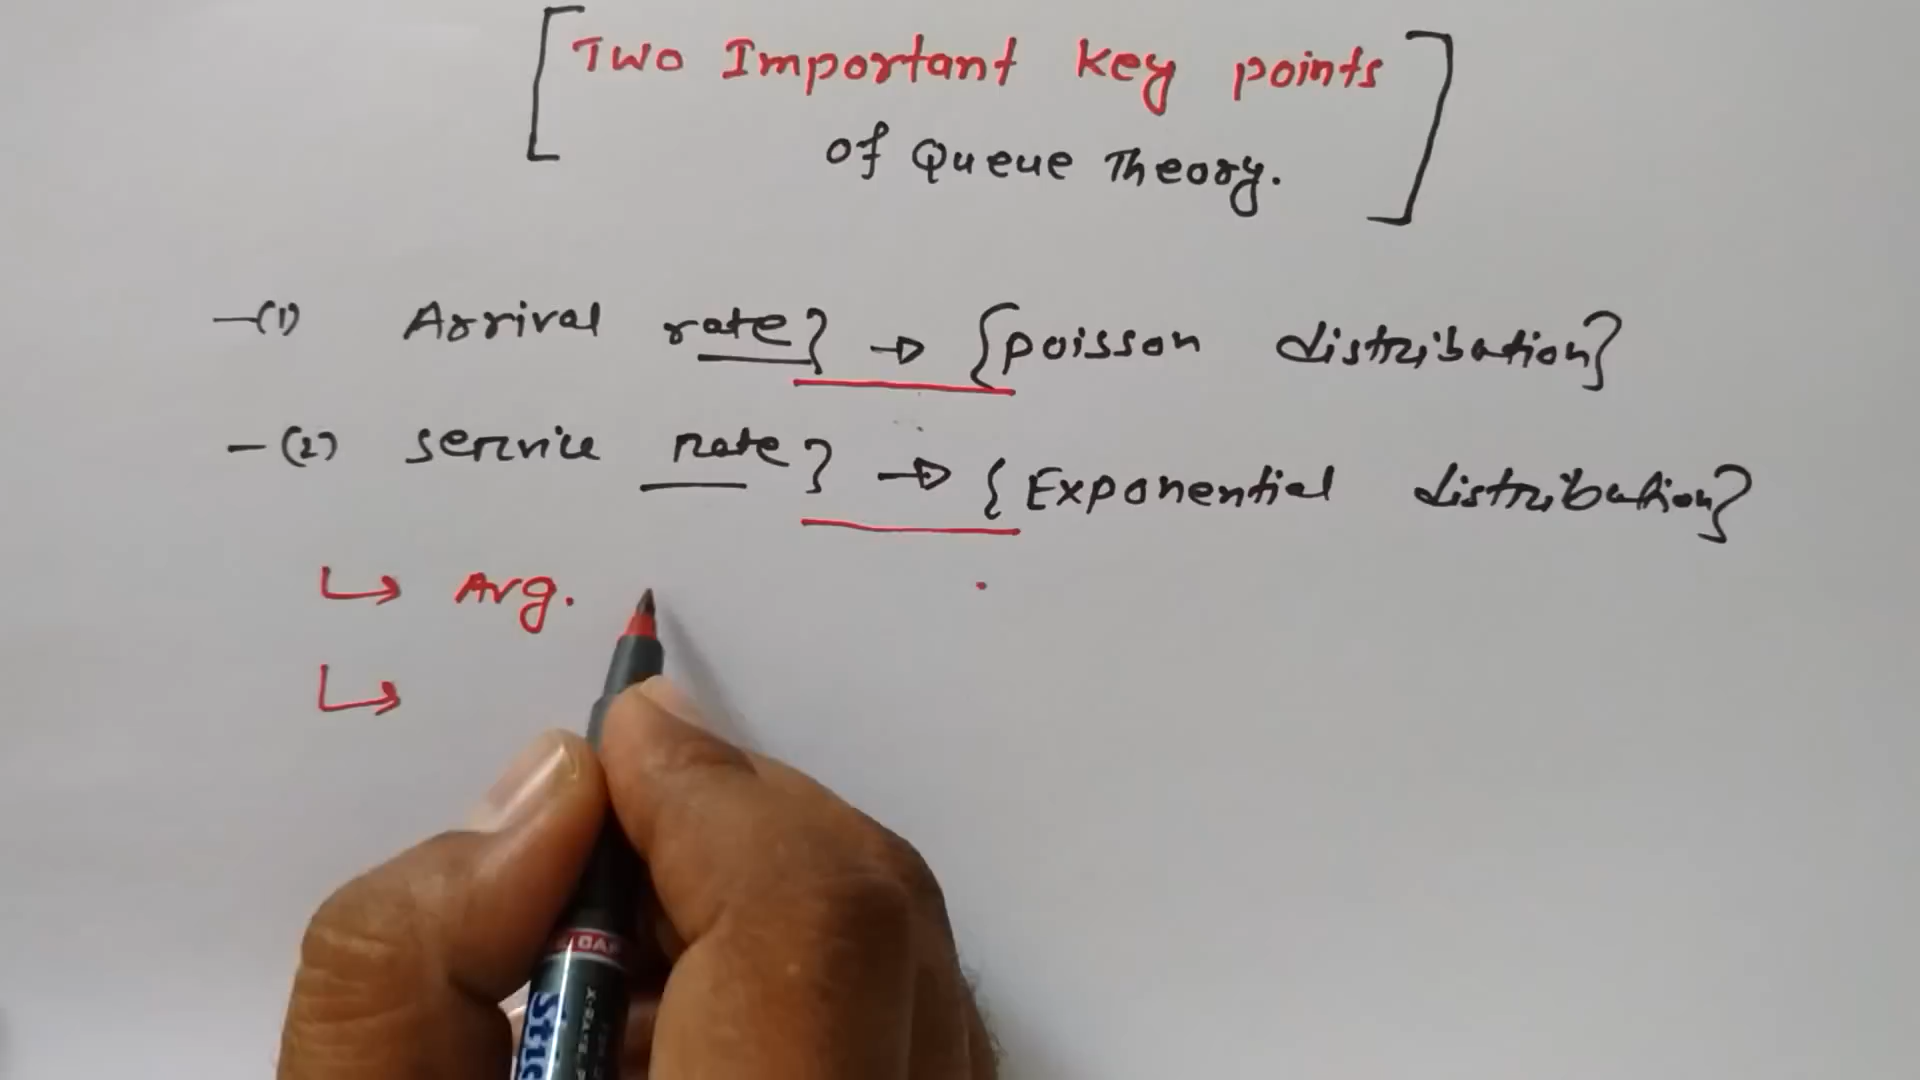 [Two Important key points
of Queue Theory.]
-(1) Arrival rate} → {poisson distribution}
-(2) service rate} → {Exponential distribution}
↳ Avg.
↳